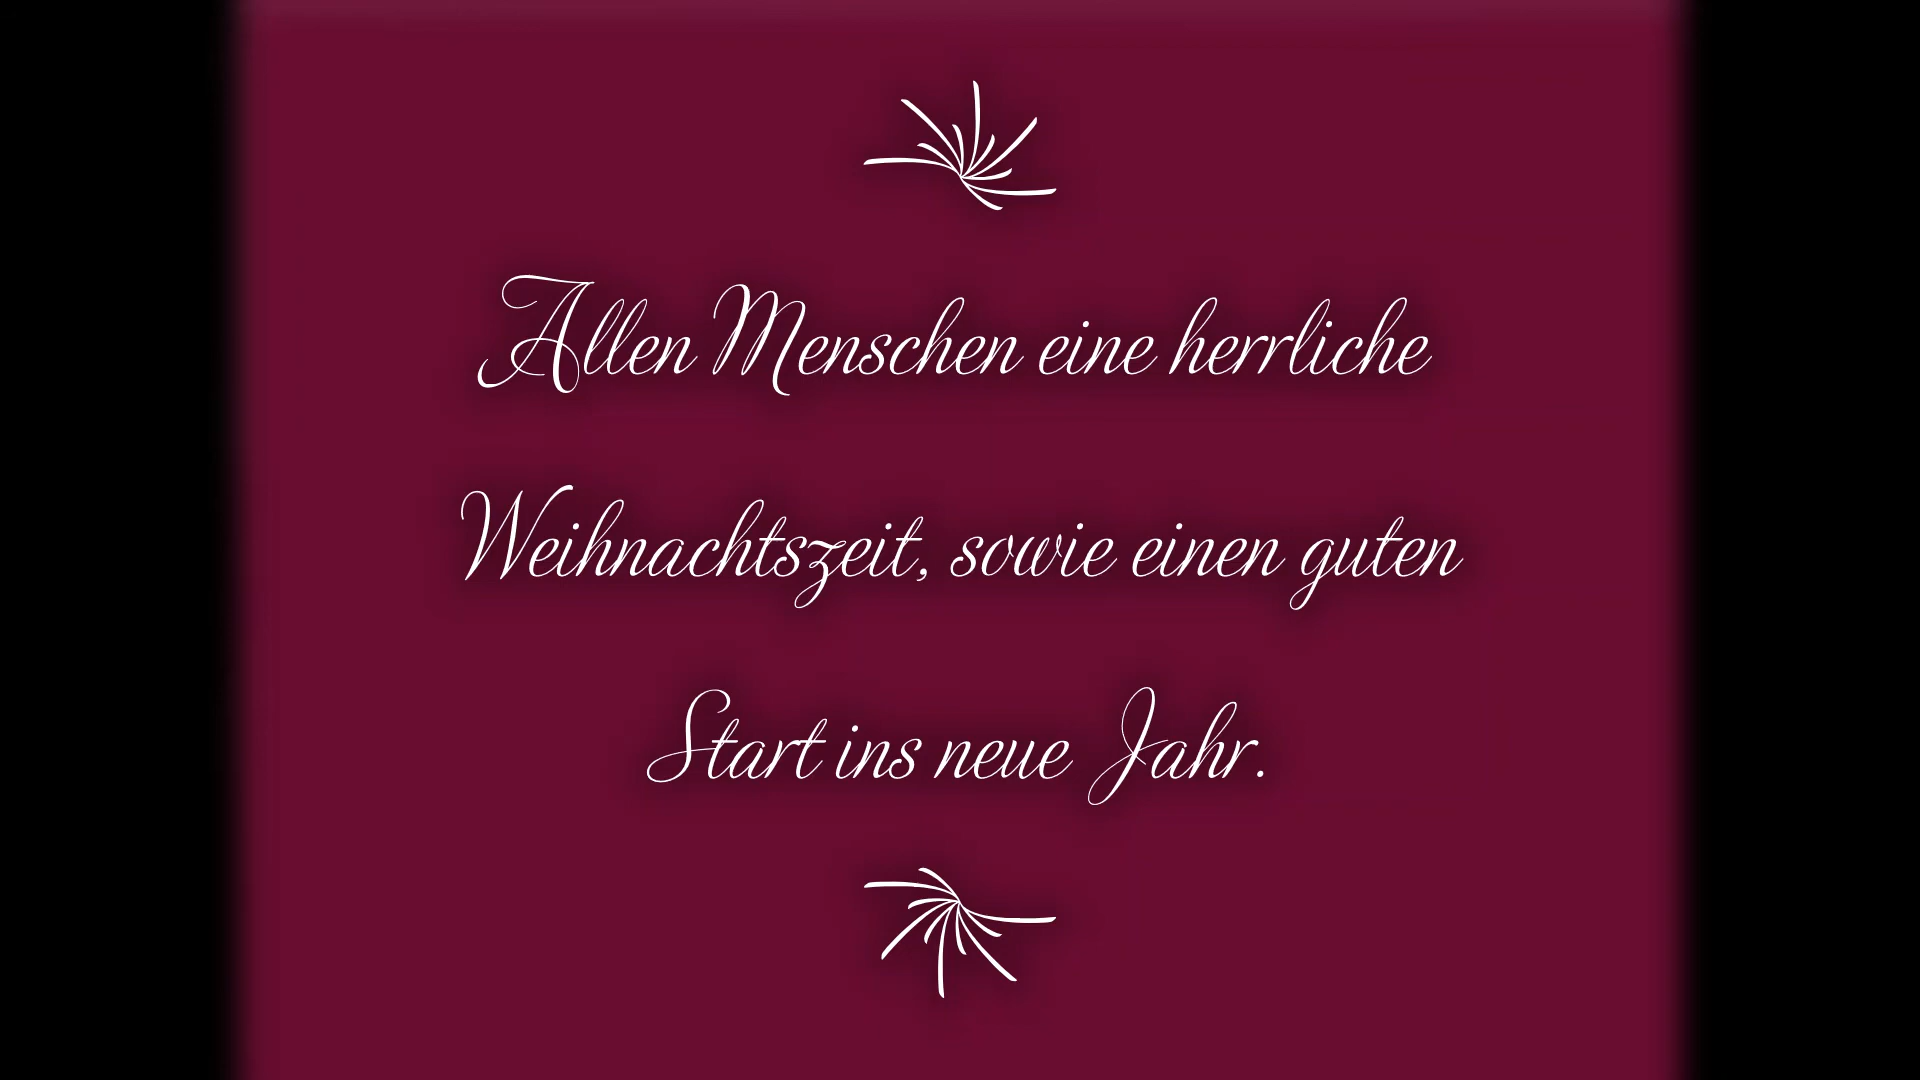 Allen Menschen eine herrliche
Weihnachtszeit, sowie einen guten
Start ins neue Jahr.